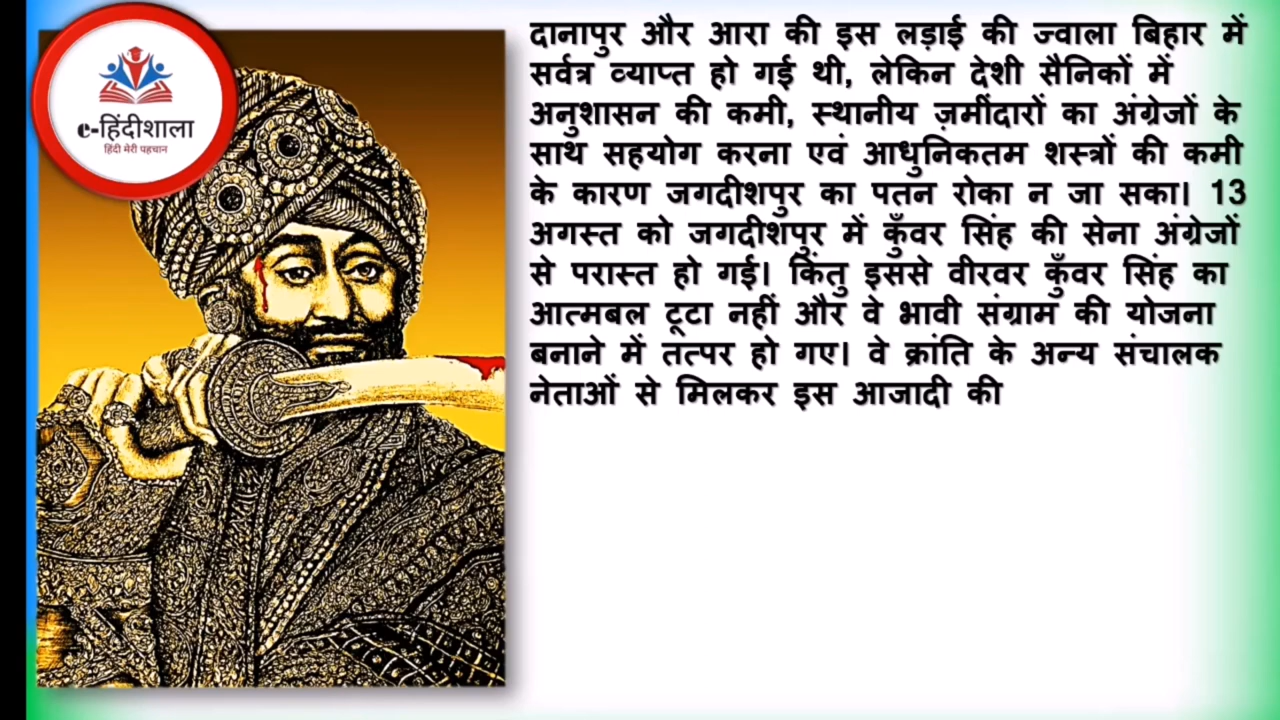 e-हिंदीशाला
हिंदी मेरी पहचान
दानापुर और आरा की इस लड़ाई की ज्वाला बिहार में
सर्वत्र व्याप्त हो गई थी, लेकिन देशी सैनिकों में
अनुशासन की कमी, स्थानीय ज़मींदारों का अंग्रेजों के
साथ सहयोग करना एवं आधुनिकतम शस्त्रों की कमी
के कारण जगदीशपुर का पतन रोका न जा सका। 13
अगस्त को जगदीशपुर में कुँवर सिंह की सेना अंग्रेजों
से परास्त हो गई। किंतु इससे वीरवर कुँवर सिंह का
आत्मबल टूटा नहीं और वे भावी संग्राम की योजना
बनाने में तत्पर हो गए। वे क्रांति के अन्य संचालक
नेताओं से मिलकर इस आजादी की